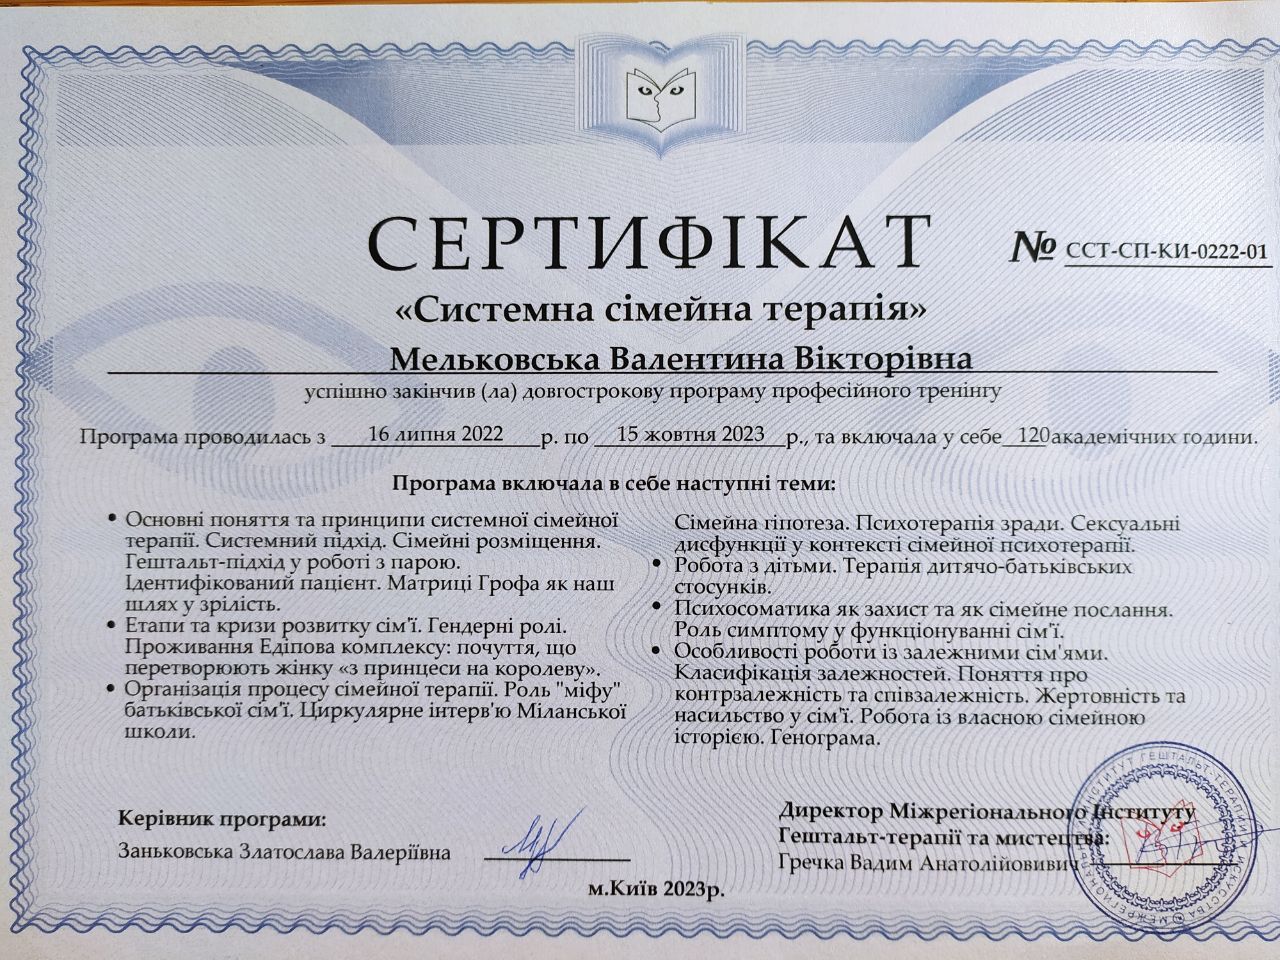 СЕРТИФІКАТ
№ ССТ-СП-КИ-0222-01
«Системна сімейна терапія»
Мельковська Валентина Вікторівна
успішно закінчив (ла) довгострокову програму професійного тренінгу
Програма проводилась з 16 липня 2022 р. по 15 жовтня 2023 р., та включала у себе 120 академічних години.
Програма включала в себе наступні теми:
• Основні поняття та принципи системної сімейної
терапії. Системний підхід. Сімейні розміщення.
Гештальт-підхід у роботі з парою.
Ідентифікований пацієнт. Матриці Грофа як наш
шлях у зрілість.
• Етапи та кризи розвитку сім'ї. Гендерні ролі.
Проживання Едіпова комплексу: почуття, що
перетворюють жінку «з принцеси на королеву».
• Організація процесу сімейної терапії. Роль "міфу"
батьківської сім'ї. Циркулярне інтерв'ю Міланської
школи.
Сімейна гіпотеза. Психотерапія зради. Сексуальні
дисфункції у контексті сімейної психотерапії.
• Робота з дітьми. Терапія дитячо-батьківських
стосунків.
• Психосоматика як захист та як сімейне послання.
Роль симптому у функціонуванні сім'ї.
• Особливості роботи із залежними сім'ями.
Класифікація залежностей. Поняття про
контрзалежність та співзалежність. Жертовність та
насильство у сім'ї. Робота із власною сімейною
історією. Генограма.
Керівник програми:
Заньковська Златослава Валеріївна
Директор Міжрегіонального Інституту
Гештальт-терапії та мистецтва:
Гречка Вадим Анатолійовивич
м.Київ 2023р.
МЕЖРЕГИОНАЛЬНЫЙ ИНСТИТУТ ГЕШТАЛЬТ-ТЕРАПИИ И ИСКУССТВА